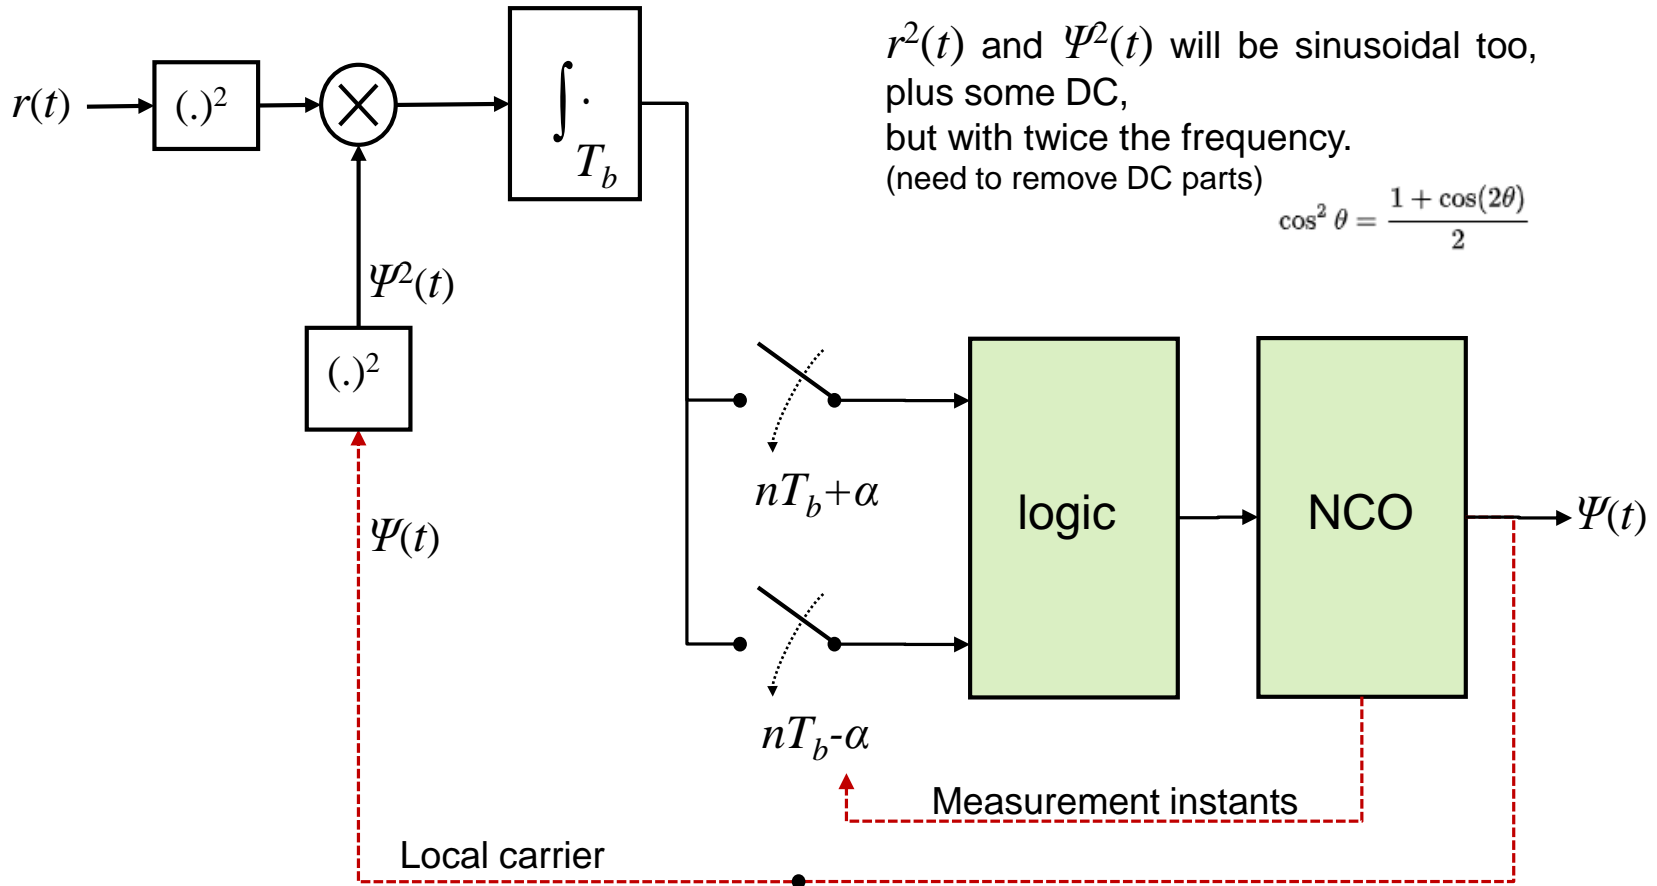 r²(t) and Ψ²(t) will be sinusoidal too,
plus some DC,
but with twice the frequency.
(need to remove DC parts)
cos² θ = (1 + cos(2θ)) / 2
r(t)
(.)²
∫ · T_b
Ψ²(t)
(.)²
Ψ(t)
nT_b+α
logic
NCO
Ψ(t)
nT_b-α
Measurement instants
Local carrier